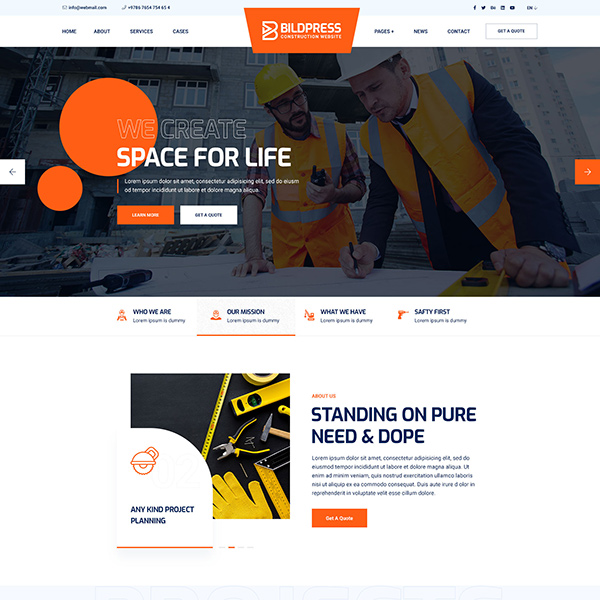 info@webmail.com +9786 7654 754 65 4 EN
HOME ABOUT SERVICES CASES BILDPRESS PAGES + NEWS CONTACT GET A QUOTE
CONSTRUCTION WEBSITE
WE CREATE
SPACE FOR LIFE
Lorem ipsum dolor sit amet, consectetur adipisicing elit, sed do eiusm
od tempor incididunt ut labore et dolore magna aliqua.
LEARN MORE GET A QUOTE
WHO WE ARE OUR MISSION WHAT WE HAVE SAFTY FIRST
Lorem ipsum is dummy Lorem ipsum is dummy Lorem ipsum is dummy Lorem ipsum is dummy
ABOUT US
STANDING ON PURE
NEED & DOPE
Lorem ipsum dolor sit amet, consectetur adipisicing elit, sed do eiusmod
tempor incididunt ut labore et dolore magna aliqua. Ut enim
ad minim veniam, quis nostrud exercitation ullamco laboris nisi ut
aliquip ex ea commodo consequat. Duis aute irure d olor in
reprehenderit in voluptate velit esse cillum dolore.
Get A Quote
ANY KIND PROJECT
PLANNING
PROJECTS